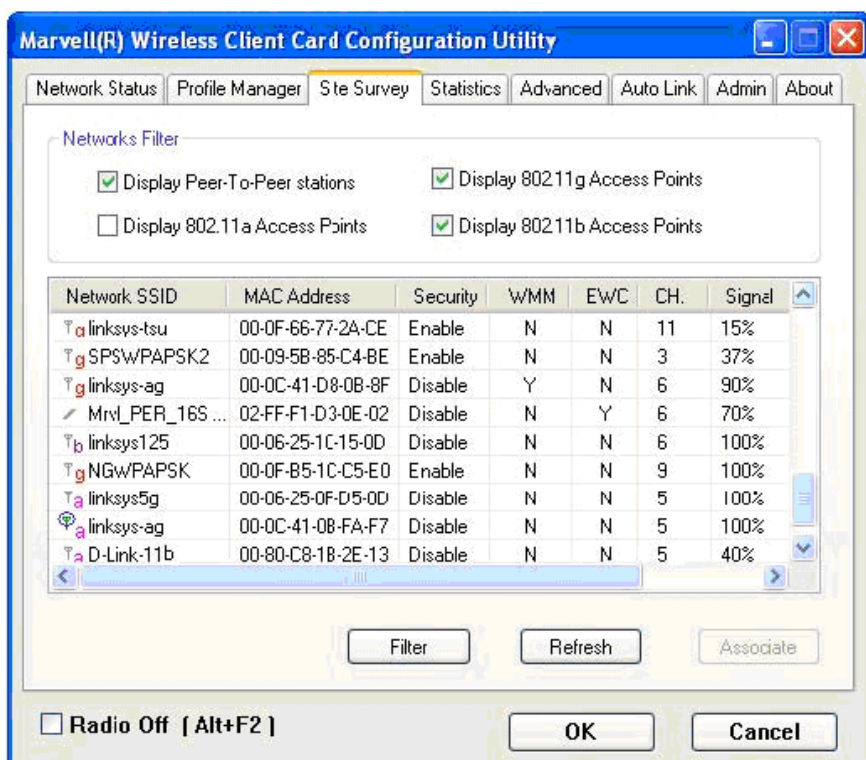 Marvell(R) Wireless Client Card Configuration Utility
Network Status Profile Manager Site Survey Statistics Advanced Auto Link Admin About
Networks Filter
Display Peer-To-Peer stations Display 802.11g Access Points
Display 802.11a Access Points Display 802.11b Access Points
Network SSID MAC Address Security WMM EWC CH. Signal
g linksys-tsu 00-0F-66-77-2A-CE Enable N N 11 15%
g SPSWPAPSK2 00-09-5B-85-C4-BE Enable N N 3 37%
g linksys-ag 00-0C-41-D8-0B-8F Disable Y N 6 90%
Mrvl_PER_16S ... 02-FF-F1-D3-0E-02 Disable N Y 6 70%
b linksys125 00-06-25-1C-15-0D Disable N N 6 100%
g NGWPAPSK 00-0F-B5-1C-C5-E0 Enable N N 9 100%
a linksys5g 00-06-25-0F-D5-0D Disable N N 5 100%
a linksys-ag 00-0C-41-0B-FA-F7 Disable N N 5 100%
a D-Link-11b 00-80-C8-1B-2E-13 Disable N N 5 40%
Filter Refresh Associate
Radio Off [ Alt+F2 ] OK Cancel